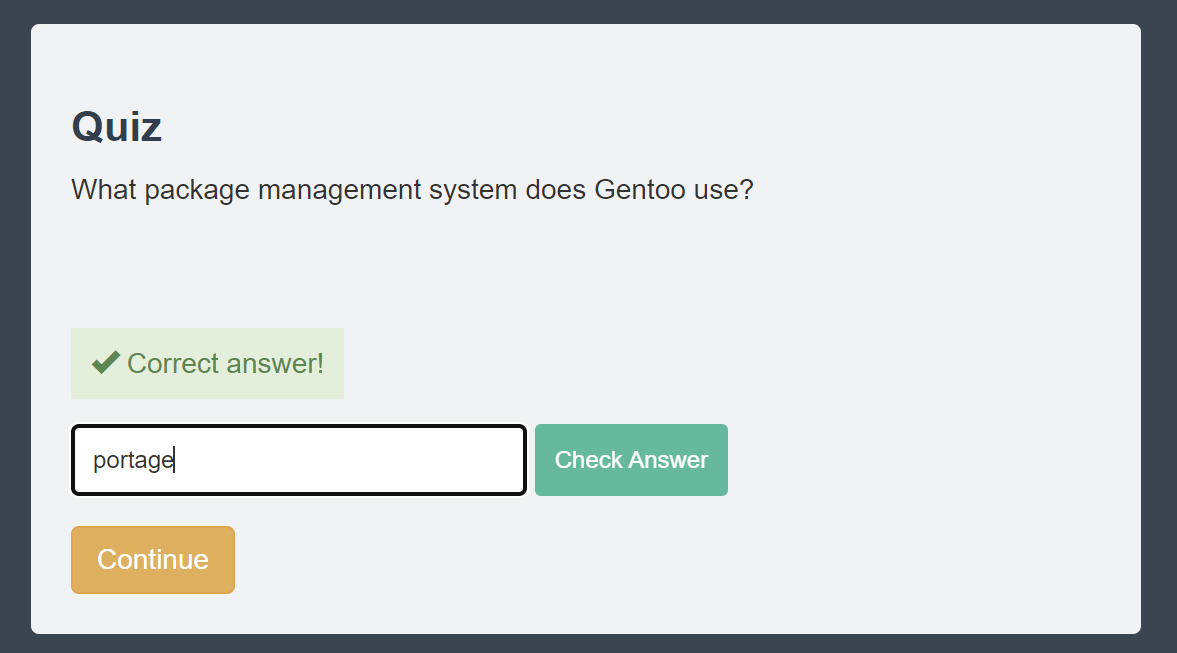 Quiz
What package management system does Gentoo use?
Correct answer!
portage
Check Answer
Continue